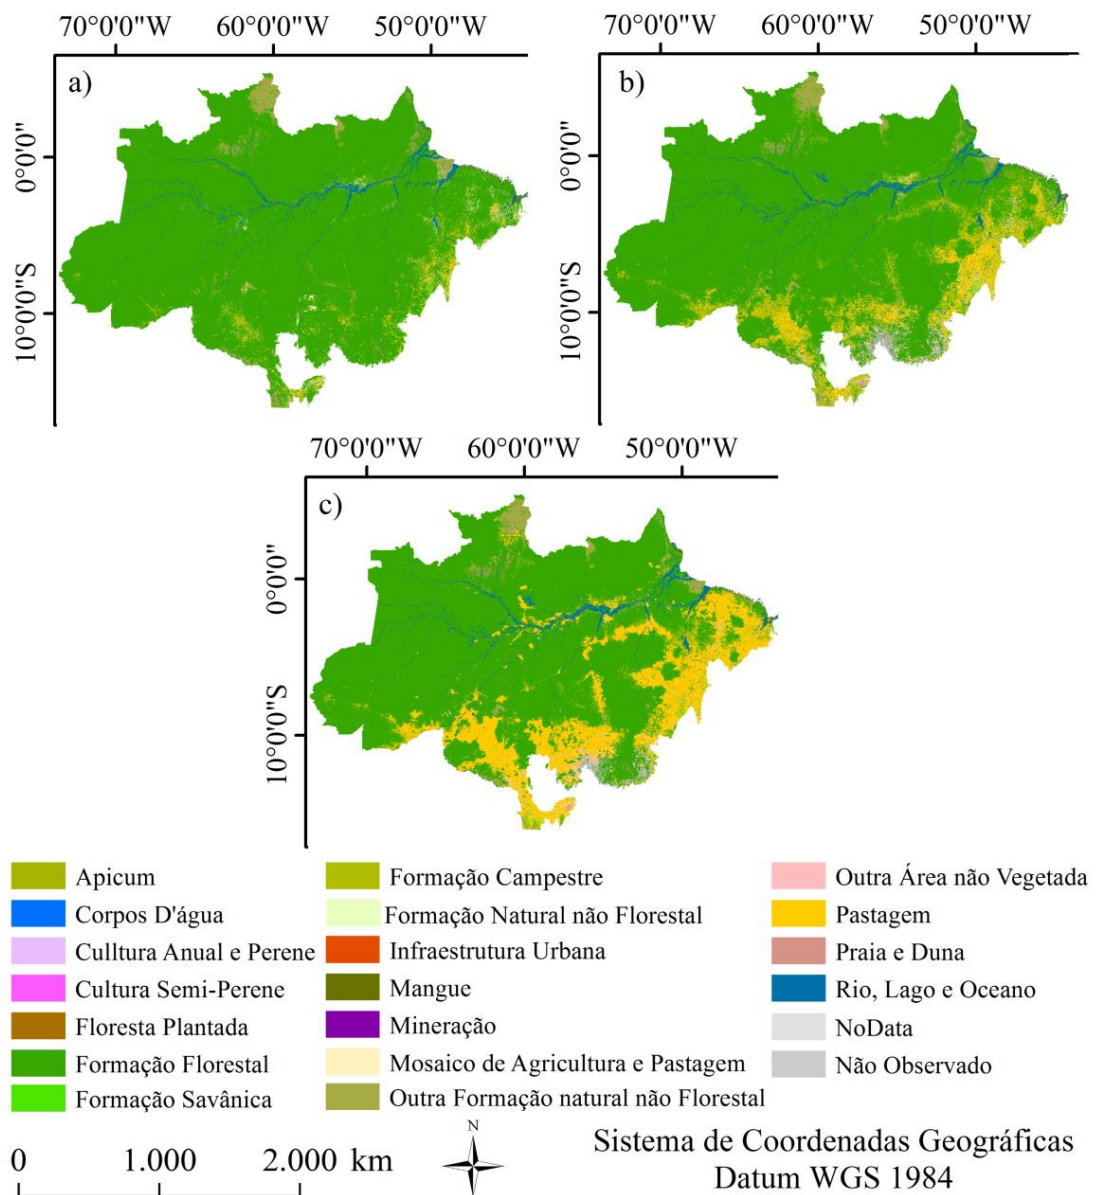 70°0'0"W 60°0'0"W 50°0'0"W
70°0'0"W 60°0'0"W 50°0'0"W
a)
b)
0°0'0"
10°0'0"S
0°0'0"
10°0'0"S
70°0'0"W 60°0'0"W 50°0'0"W
c)
0°0'0"
10°0'0"S
Apicum
Corpos D'água
Culltura Anual e Perene
Cultura Semi-Perene
Floresta Plantada
Formação Florestal
Formação Savânica
Formação Campestre
Formação Natural não Florestal
Infraestrutura Urbana
Mangue
Mineração
Mosaico de Agricultura e Pastagem
Outra Formação natural não Florestal
Outra Área não Vegetada
Pastagem
Praia e Duna
Rio, Lago e Oceano
NoData
Não Observado
0 1.000 2.000 km
N
Sistema de Coordenadas Geográficas
Datum WGS 1984